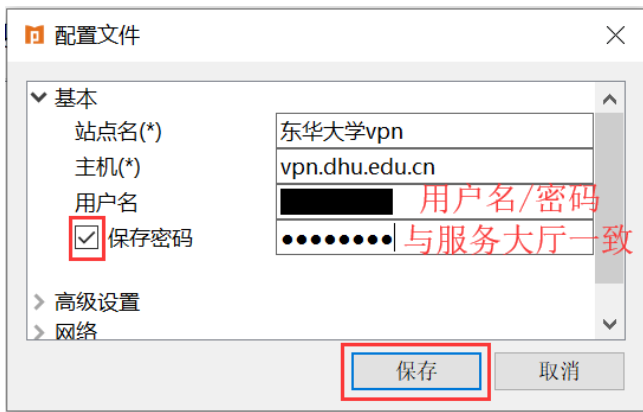 配置文件
基本
站点名(*) 东华大学vpn
主机(*) vpn.dhu.edu.cn
用户名 用户名/密码
保存密码 ●●●●●●●● 与服务大厅一致
高级设置
网络
保存 取消